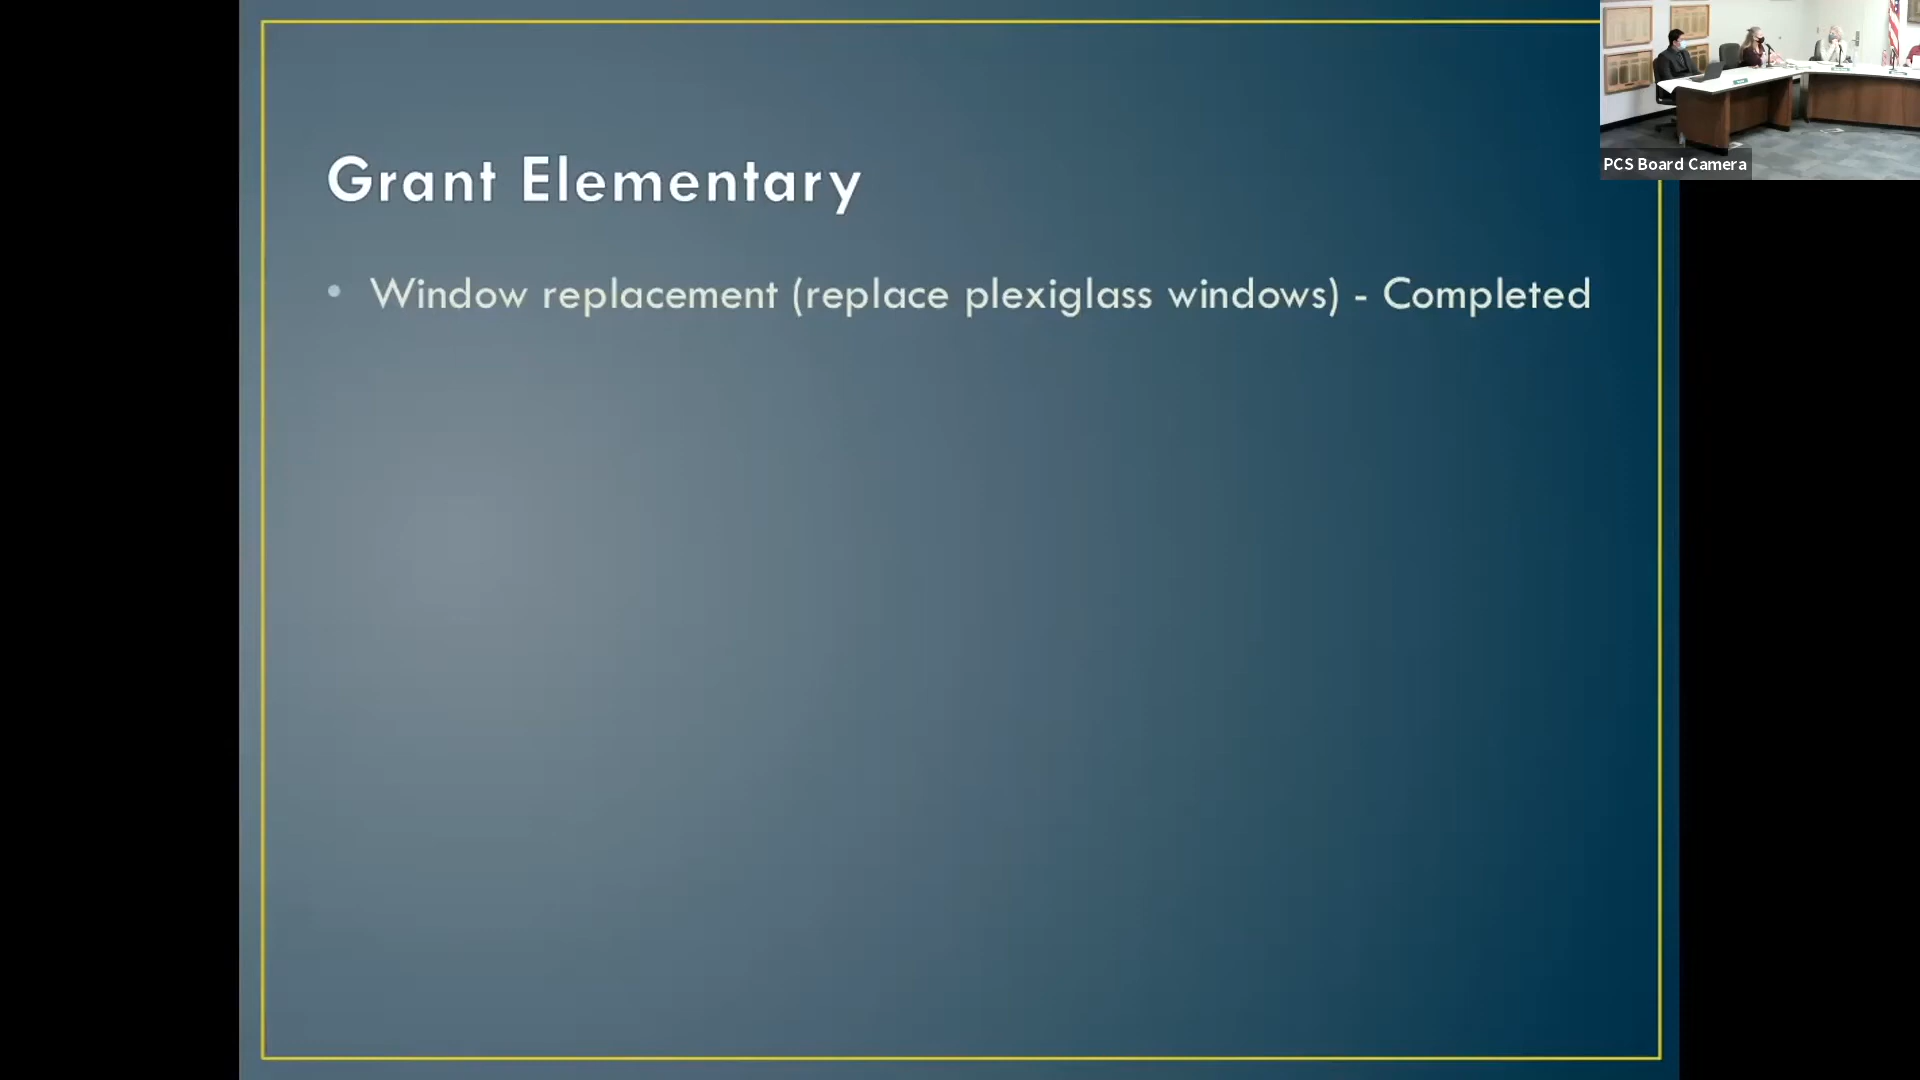 Grant Elementary
• Window replacement (replace plexiglass windows) - Completed
PCS Board Camera